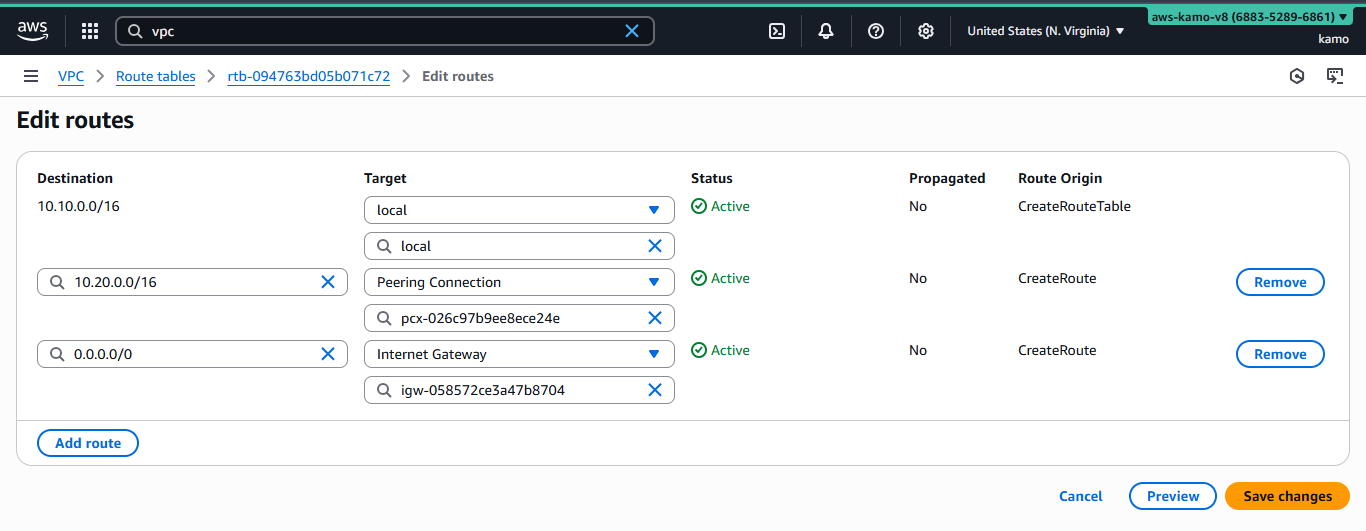 aws
vpc
United States (N. Virginia)
aws-kamo-v8 (6883-5289-6861)
kamo
VPC > Route tables > rtb-094763bd05b071c72 > Edit routes
Edit routes
Destination Target Status Propagated Route Origin
10.10.0.0/16 local Active No CreateRouteTable
local
10.20.0.0/16 Peering Connection Active No CreateRoute Remove
pcx-026c97b9ee8ece24e
0.0.0.0/0 Internet Gateway Active No CreateRoute Remove
igw-058572ce3a47b8704
Add route
Cancel Preview Save changes